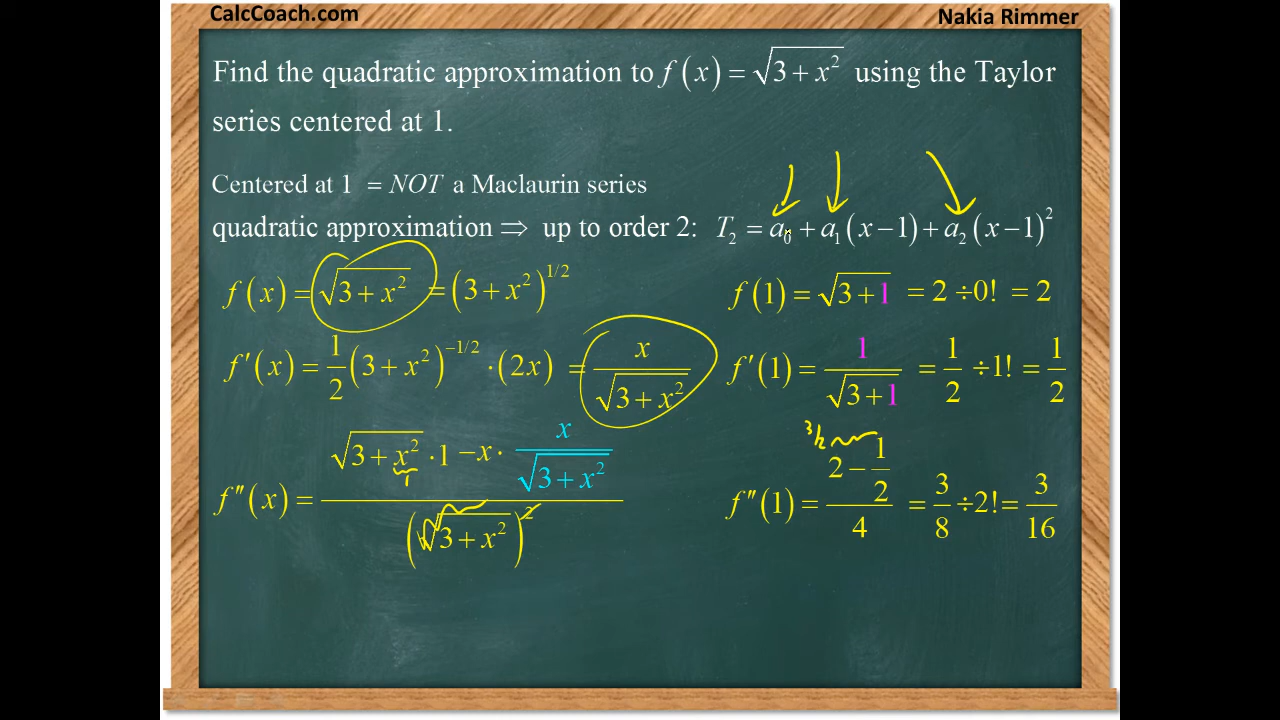 CalcCoach.com
Nakia Rimmer
Find the quadratic approximation to f(x) = √(3 + x²) using the Taylor
series centered at 1.
Centered at 1 = NOT a Maclaurin series
quadratic approximation ⇒ up to order 2: T₂ = a₀ + a₁(x − 1) + a₂(x − 1)²
f(x) = √(3 + x²) = (3 + x²)^(1/2)
f(1) = √(3 + 1) = 2 ÷ 0! = 2
f′(x) = 1/2 (3 + x²)^(−1/2) · (2x) = x/√(3 + x²)
f′(1) = 1/√(3 + 1) = 1/2 ÷ 1! = 1/2
f″(x) = (√(3 + x²) · 1 − x · x/√(3 + x²))/(√(3 + x²))²
1
3/2
f″(1) = (2 − 1/2)/4 = 3/8 ÷ 2! = 3/16